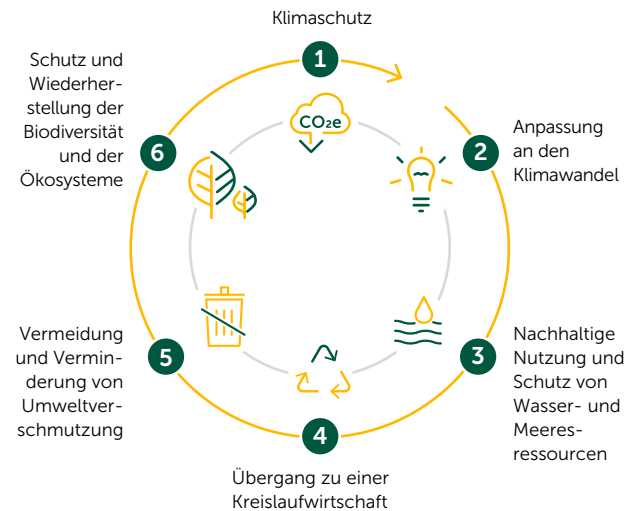 Klimaschutz
1
CO₂e
2
Anpassung
an den
Klimawandel
3
Nachhaltige
Nutzung und
Schutz von
Wasser- und
Meeres-
ressourcen
4
Übergang zu einer
Kreislaufwirtschaft
5
Vermeidung
und Vermin-
derung von
Umweltver-
schmutzung
6
Schutz und
Wiederher-
stellung der
Biodiversität
und der
Ökosysteme